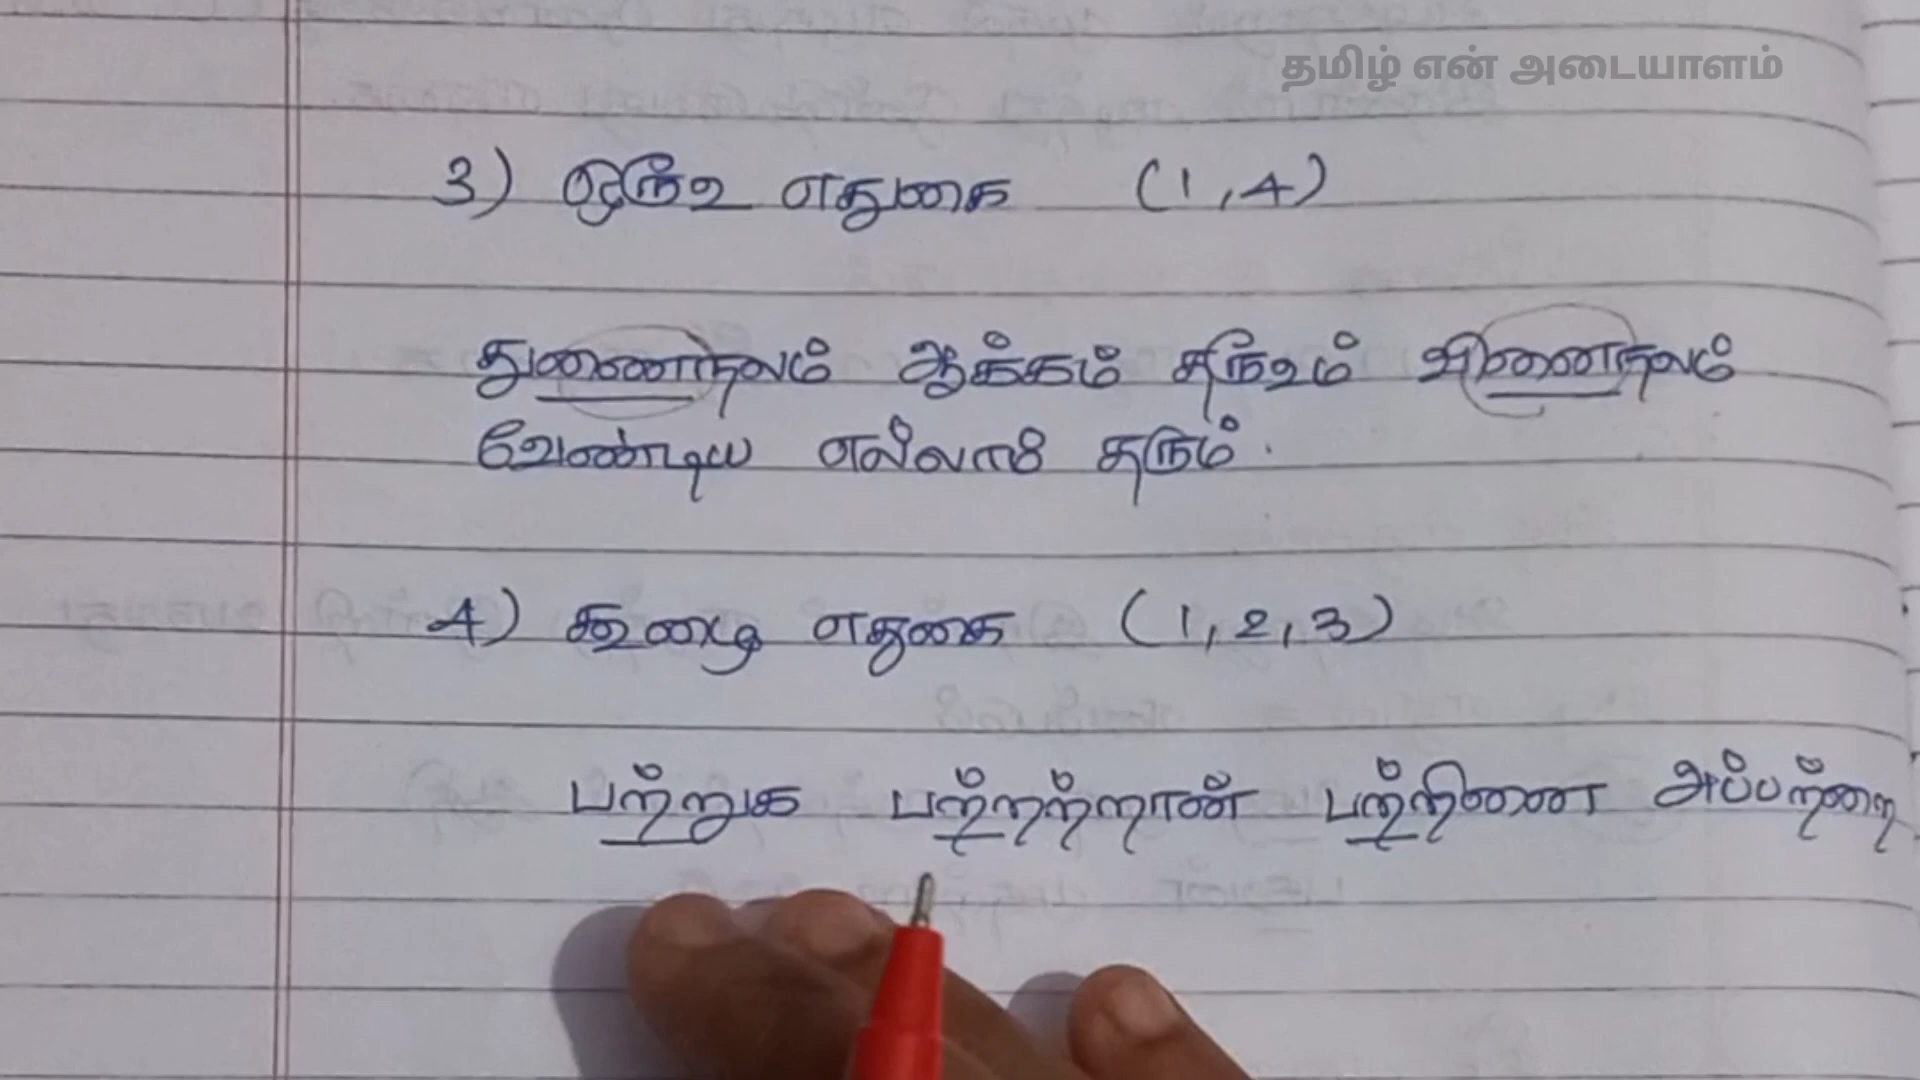 தமிழ் என் அடையாளம்
3) ஒரூஉ எதுகை (1,4)
துணைநலம் ஆக்கம் தரூஉம் வினைநலம்
வேண்டிய எல்லாம் தரும்.
4) கூழை எதுகை (1,2,3)
பற்றுக பற்றற்றான் பற்றினை அப்பற்றை